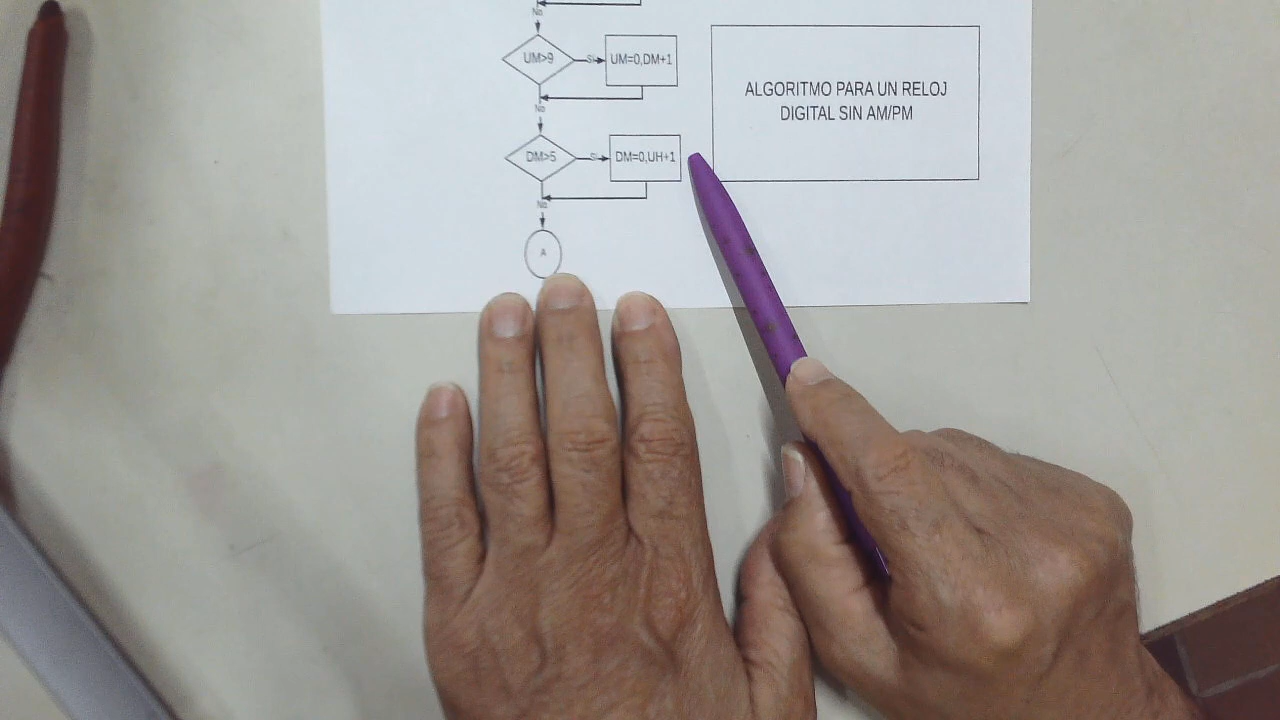 No
UM>9
Si
UM=0,DM+1
No
DM>5
Si
DM=0,UH+1
No
A
ALGORITMO PARA UN RELOJ
DIGITAL SIN AM/PM